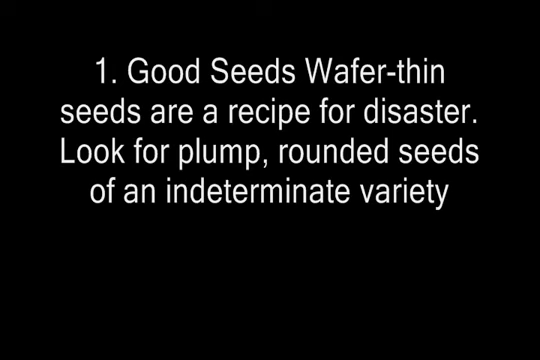 1. Good Seeds Wafer-thin
seeds are a recipe for disaster.
Look for plump, rounded seeds
of an indeterminate variety